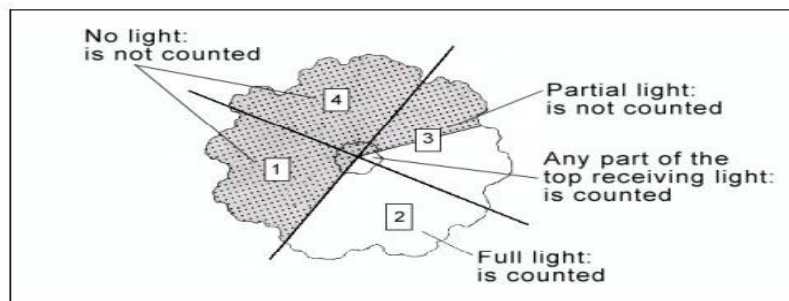 No light:
is not counted
4
Partial light:
is not counted
3
1
Any part of the
top receiving light:
is counted
2
Full light:
is counted